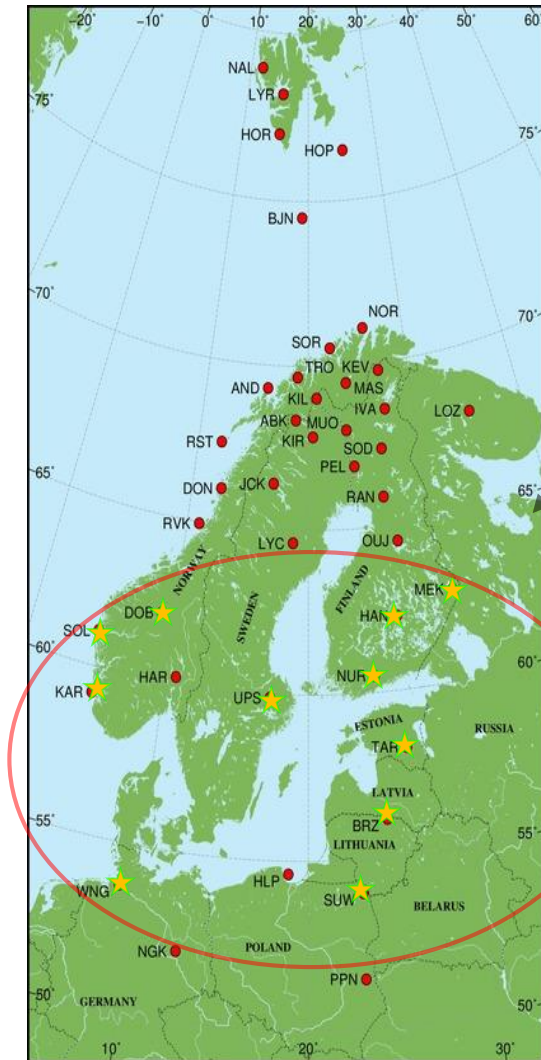 −20° −10° 0° 10° 20° 30° 40° 50° 60°
NAL
LYR
75°
HOR
75°
HOP
BJN
70°
NOR
70°
SOR
TRO
KEV
AND
MAS
KIL
IVA
ABK
MUO
LOZ
RST
KIR
SOD
PEL
65°
JCK
DON
RAN
65°
RVK
LYC
OUJ
NORWAY
FINLAND
MEK
DOB
SWEDEN
HAN
SOL
60°
60°
HAR
NUR
KAR
UPS
ESTONIA
RUSSIA
TAR
LATVIA
55°
BRZ
55°
LITHUANIA
HLP
WNG
SUW
BELARUS
NGK
POLAND
PPN
50°
GERMANY
50°
10° 20° 30°